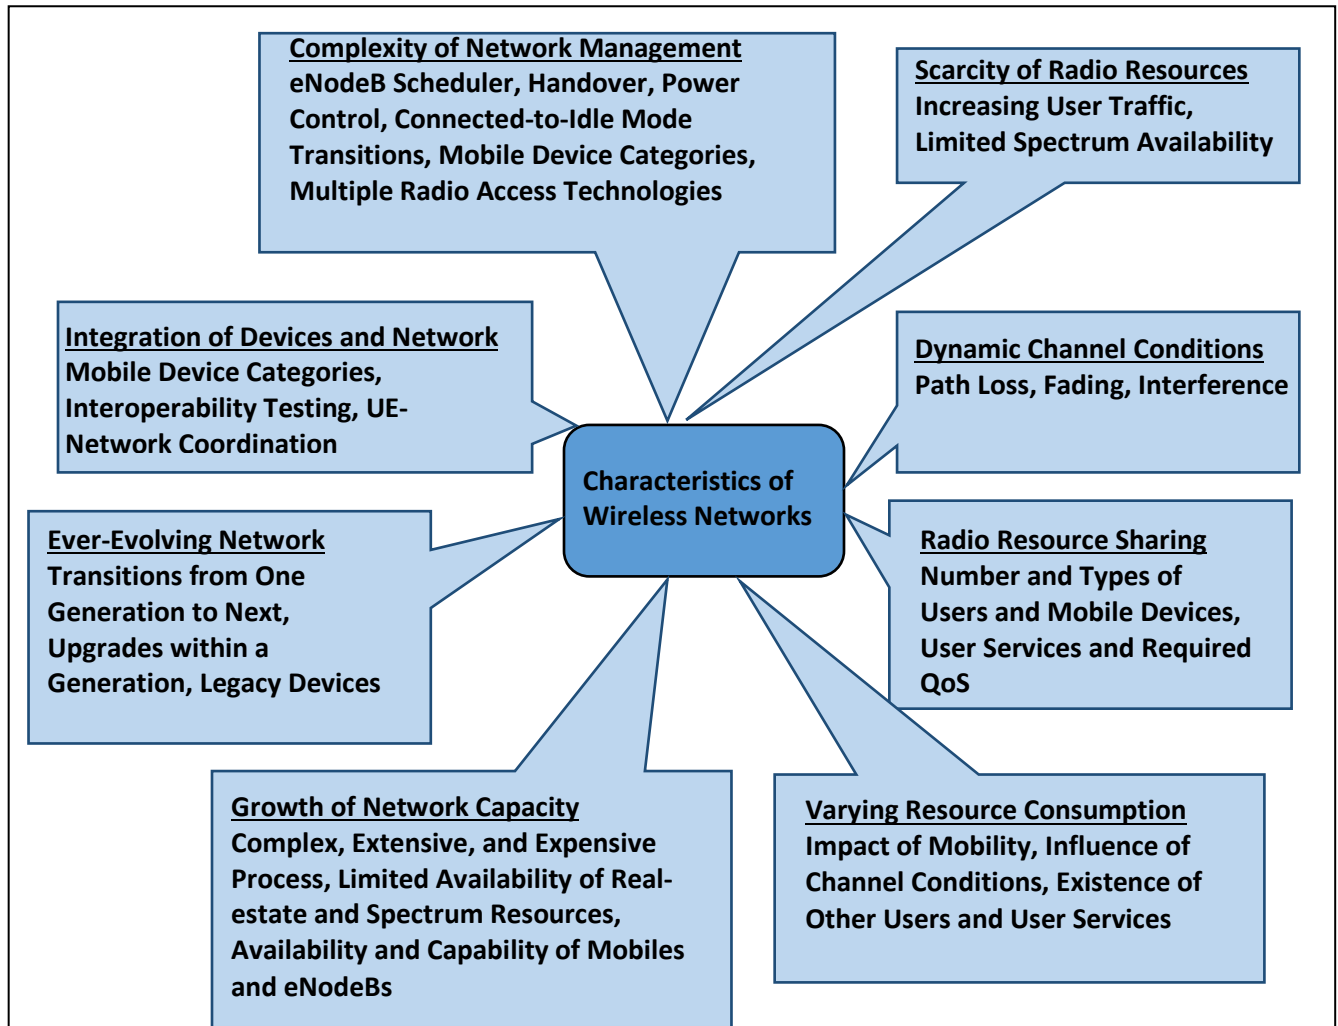 Complexity of Network Management
eNodeB Scheduler, Handover, Power
Control, Connected-to-Idle Mode
Transitions, Mobile Device Categories,
Multiple Radio Access Technologies
Scarcity of Radio Resources
Increasing User Traffic,
Limited Spectrum Availability
Integration of Devices and Network
Mobile Device Categories,
Interoperability Testing, UE-
Network Coordination
Dynamic Channel Conditions
Path Loss, Fading, Interference
Characteristics of
Wireless Networks
Ever-Evolving Network
Transitions from One
Generation to Next,
Upgrades within a
Generation, Legacy Devices
Radio Resource Sharing
Number and Types of
Users and Mobile Devices,
User Services and Required
QoS
Growth of Network Capacity
Complex, Extensive, and Expensive
Process, Limited Availability of Real-
estate and Spectrum Resources,
Availability and Capability of Mobiles
and eNodeBs
Varying Resource Consumption
Impact of Mobility, Influence of
Channel Conditions, Existence of
Other Users and User Services